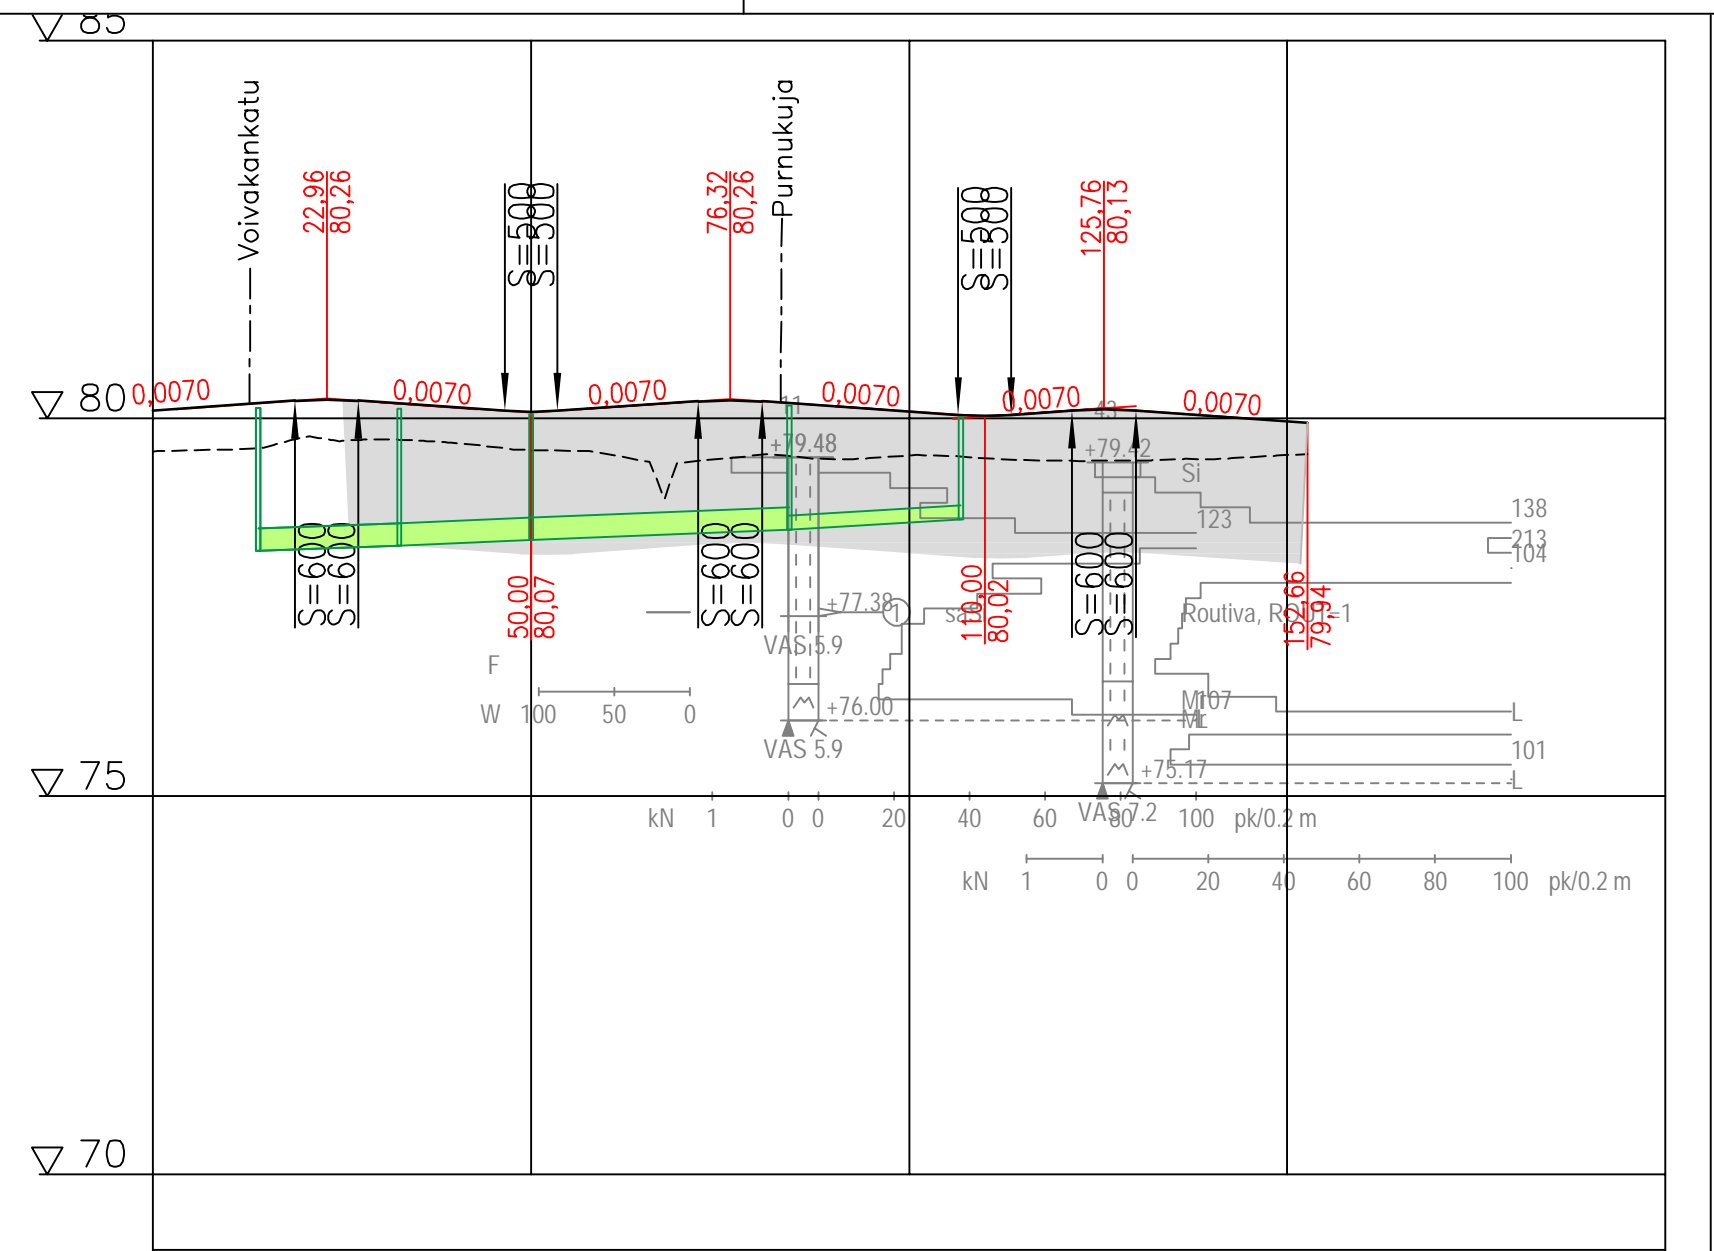 85
Voivakankatu
22,96
80,26
S=500
S=500
76,32
80,26
Purnukuja
S=500
S=500
125,76
80,13
80
0,0070
0,0070
0,0070
0,0070
0,0070
0,0070
11
43
+79.48
+79.42
Si
138
123
213
104
S=600
S=600
50,00
80,07
S=600
S=600
+77.38
1
110,00
80,02
S=600
S=600
Routiva,
152,66
79,94
VAS 5.9
F
W 100 50 0
+76.00
M107
Mr
L
VAS 5.9
101
+75.17
L
75
kN 1 0 0 20 40 60 80 100 pk/0.2 m
VAS 7.2
kN 1 0 0 20 40 60 80 100 pk/0.2 m
70